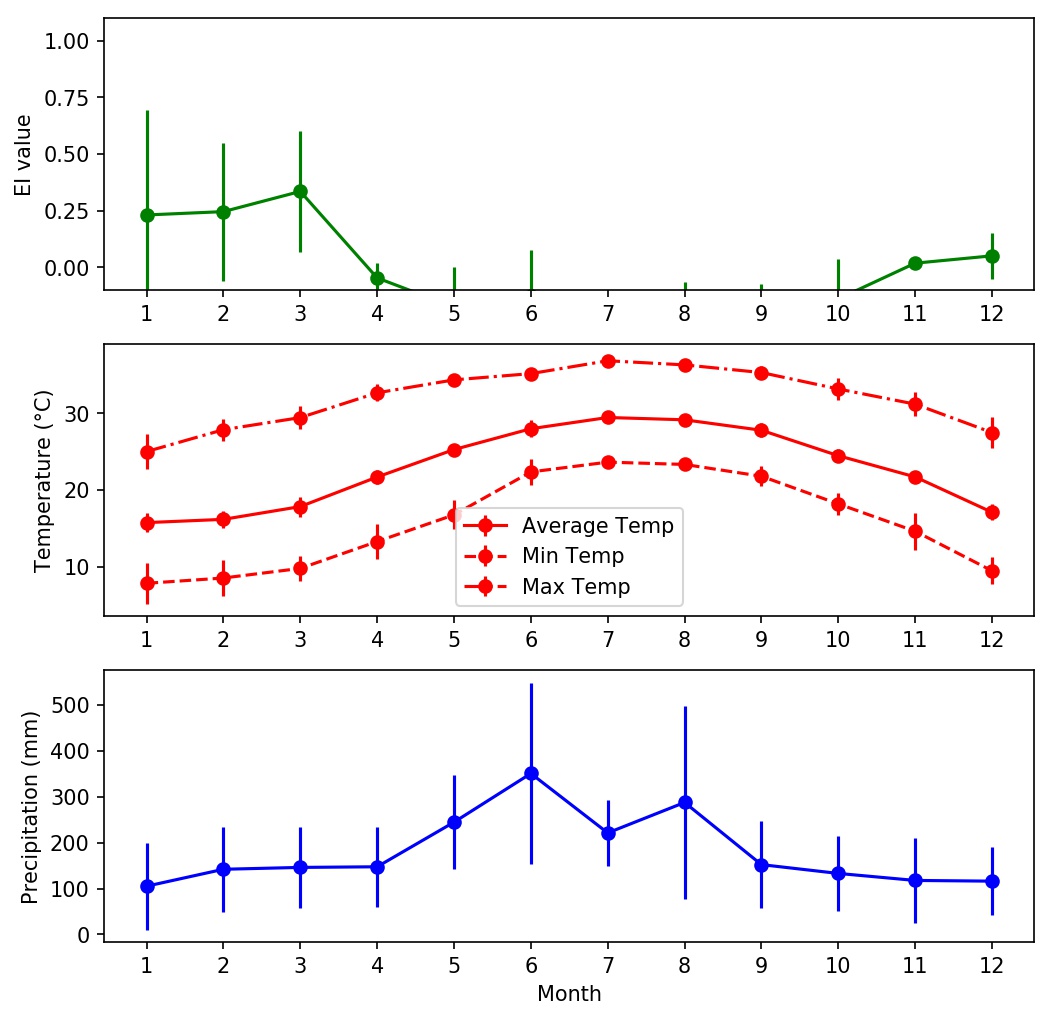 EI value
1.00
0.75
0.50
0.25
0.00
1 2 3 4 5 6 7 8 9 10 11 12
Temperature (°C)
30
20
10
Average Temp
Min Temp
Max Temp
1 2 3 4 5 6 7 8 9 10 11 12
Precipitation (mm)
500
400
300
200
100
0
1 2 3 4 5 6 7 8 9 10 11 12
Month